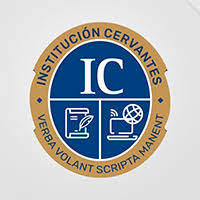 INSTITUCIÓN CERVANTES
IC
VERBA VOLANT SCRIPTA MANENT